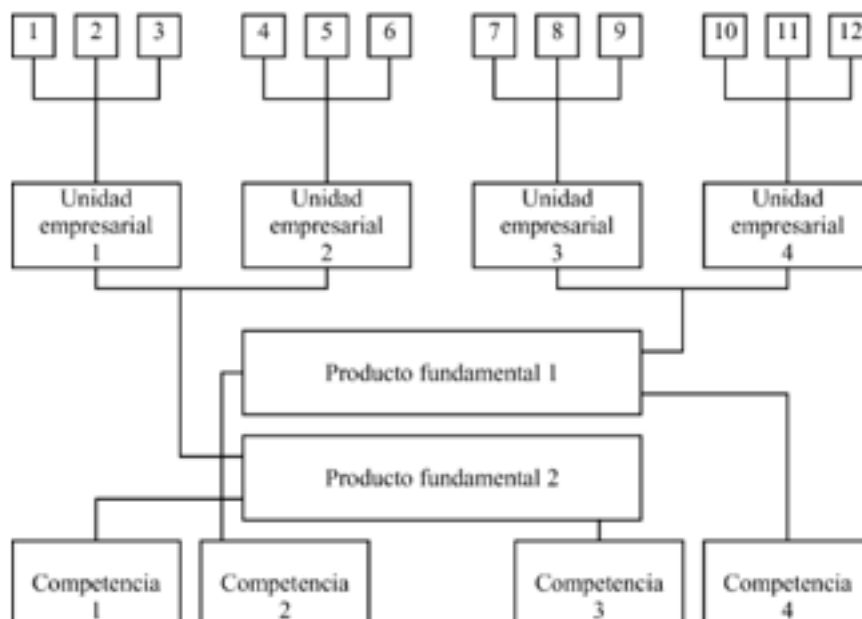 1 2 3 4 5 6 7 8 9 10 11 12
Unidad
empresarial
1
Unidad
empresarial
2
Unidad
empresarial
3
Unidad
empresarial
4
Producto fundamental 1
Producto fundamental 2
Competencia
1
Competencia
2
Competencia
3
Competencia
4